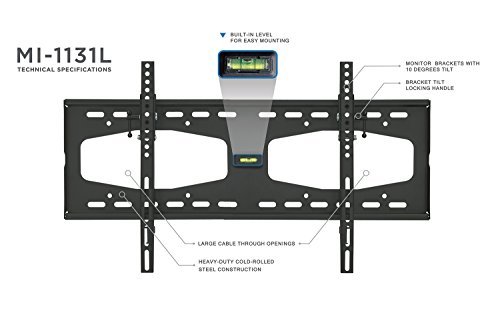 MI-1131L
TECHNICAL SPECIFICATIONS
BUILT-IN LEVEL
FOR EASY MOUNTING
MONITOR BRACKETS WITH
10 DEGREES TILT
BRACKET TILT
LOCKING HANDLE
LARGE CABLE THROUGH OPENINGS
HEAVY-DUTY COLD-ROLLED
STEEL CONSTRUCTION